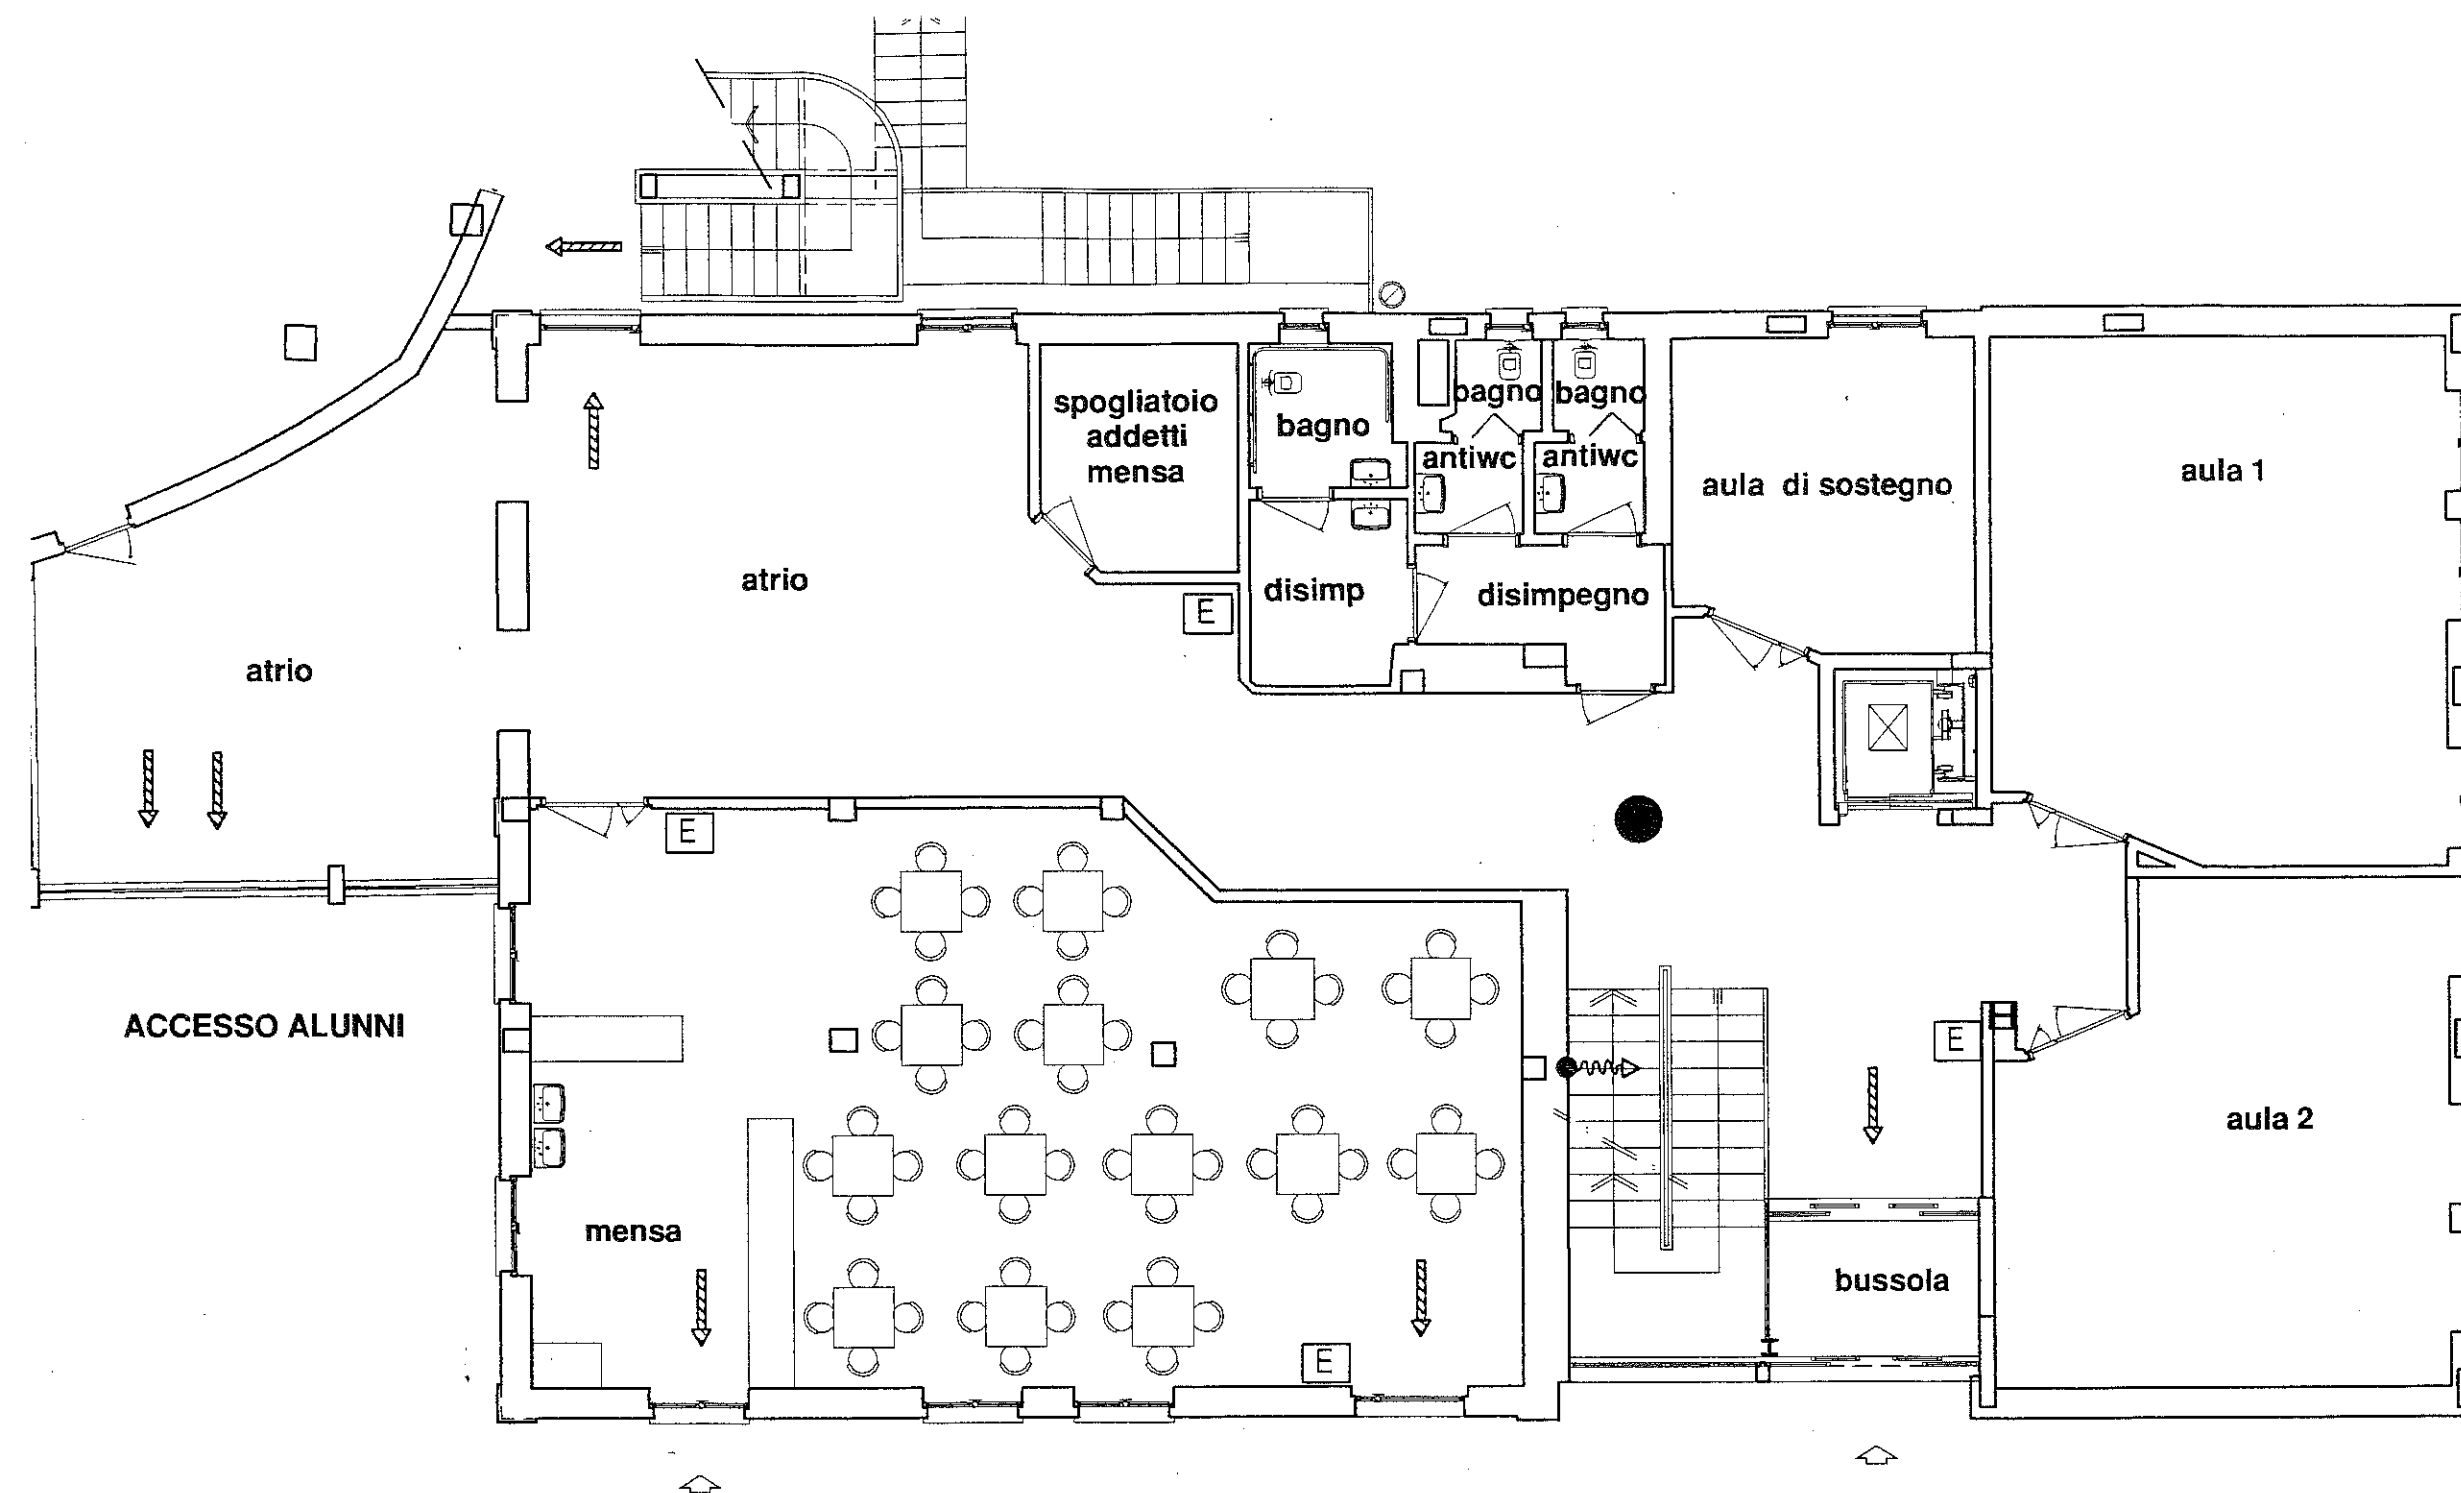 spogliatoio
addetti
mensa
bagno
bagno
bagno
antiwc
antiwc
aula di sostegno
aula 1
atrio
disimp
disimpegno
E
atrio
E
ACCESSO ALUNNI
E
aula 2
mensa
bussola
E